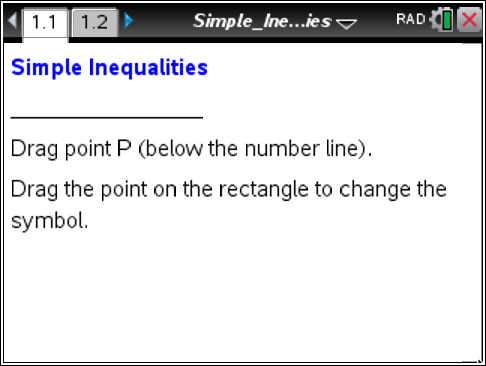 1.1 1.2 Simple_Ine...ies RAD
Simple Inequalities
Drag point P (below the number line).
Drag the point on the rectangle to change the
symbol.